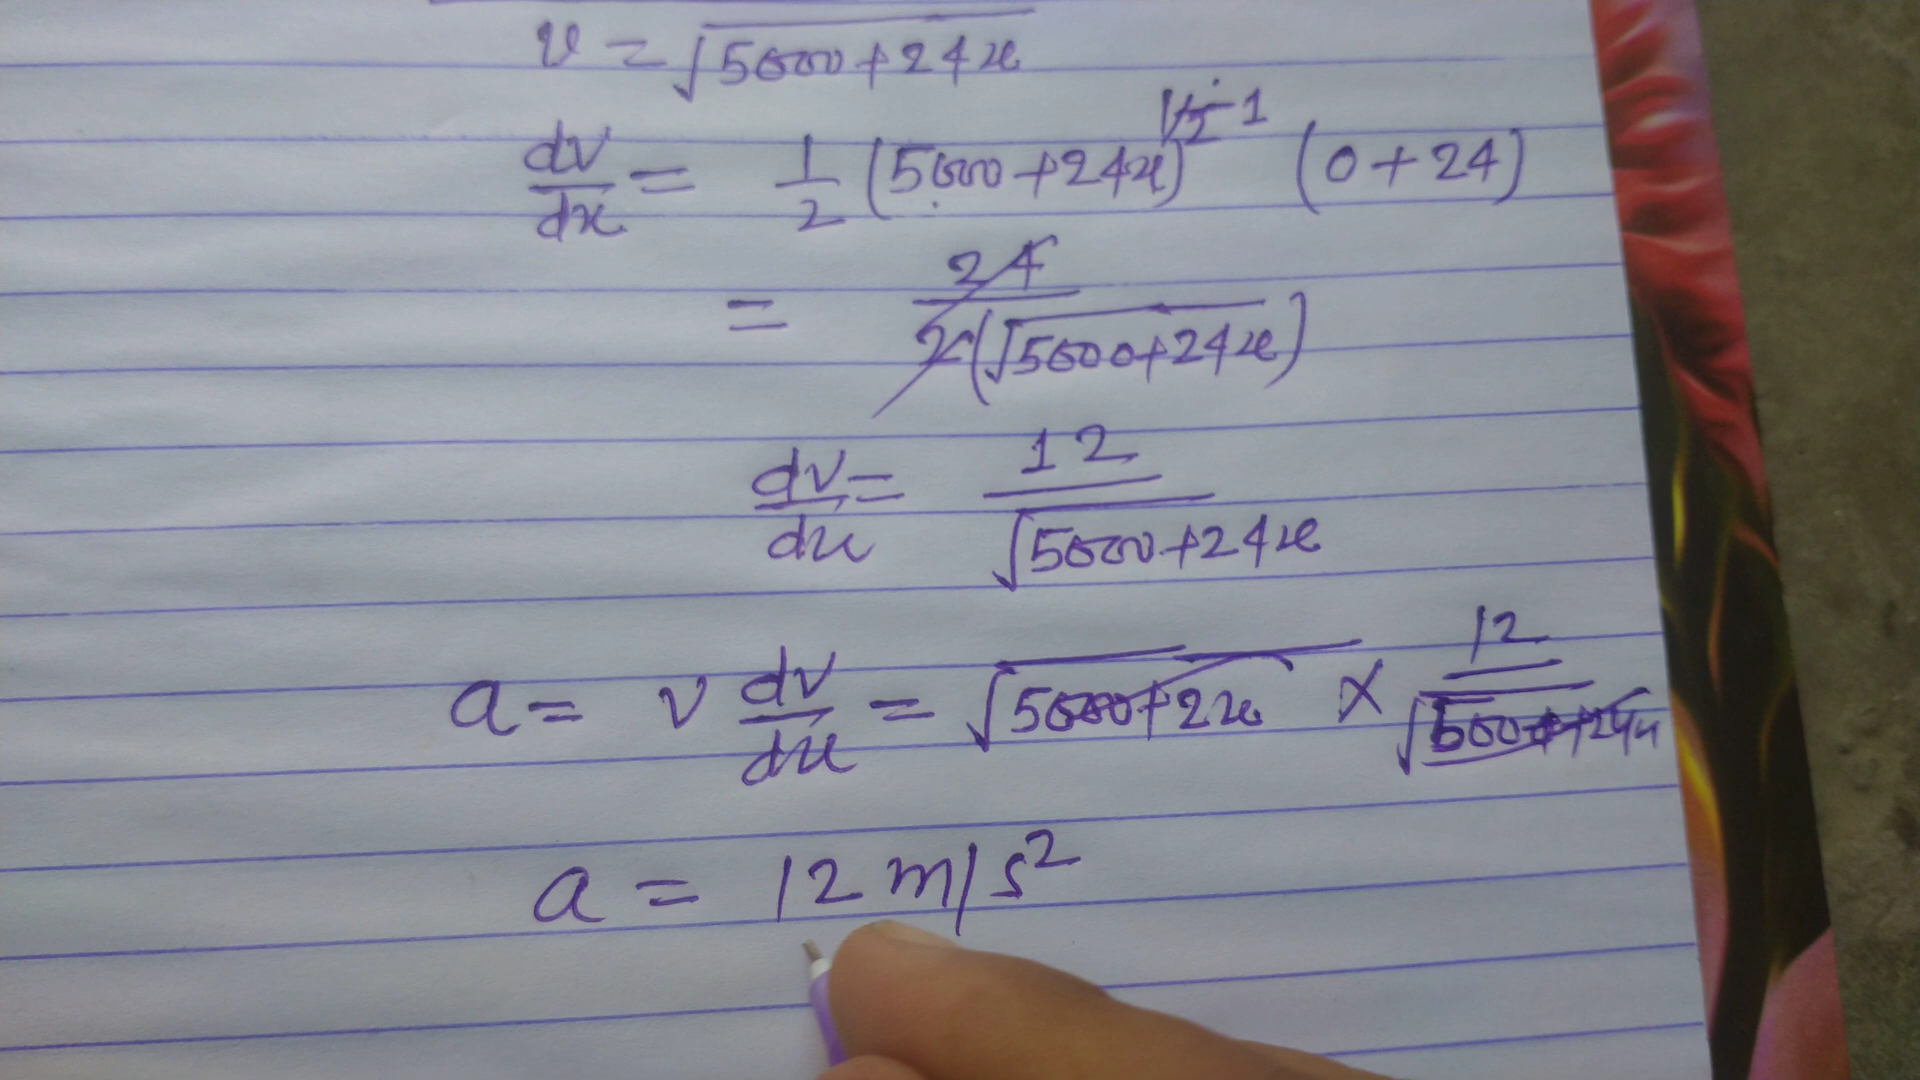 v = √5000+24x
dv/dx = 1/2 (5000+24x)^1/2-1 (0+24)
= 24/2(√5000+24x)
dv/dx = 12/√5000+24x
a = v dv/dx = √5000+2x × 12/√5000+24x
a = 12 m/s²